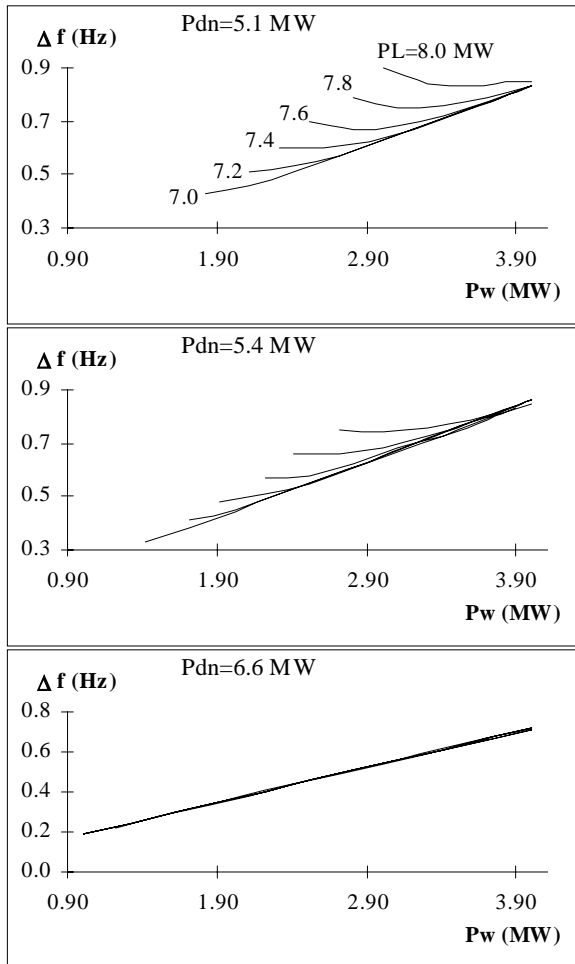 Pdn=5.1 MW
Δ f (Hz)
PL=8.0 MW
0.9
7.8
7.6
0.7
7.4
7.2
0.5
7.0
0.3
0.90 1.90 2.90 3.90
Pw (MW)
Pdn=5.4 MW
Δ f (Hz)
0.9
0.7
0.5
0.3
0.90 1.90 2.90 3.90
Pw (MW)
Pdn=6.6 MW
Δ f (Hz)
0.8
0.6
0.4
0.2
0.0
0.90 1.90 2.90 3.90
Pw (MW)